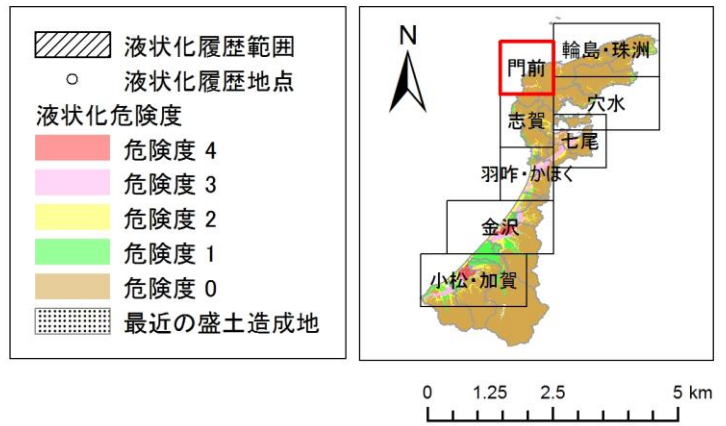 液状化履歴範囲
液状化履歴地点
液状化危険度
危険度 4
危険度 3
危険度 2
危険度 1
危険度 0
最近の盛土造成地
N
輪島・珠洲
門前
穴水
志賀
七尾
羽咋・かほく
金沢
小松・加賀
0 1.25 2.5 5 km